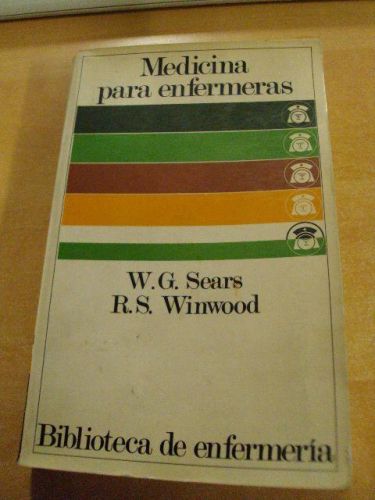 Medicina
para enfermeras
W.G. Sears
R.S. Winwood
Biblioteca de enfermería